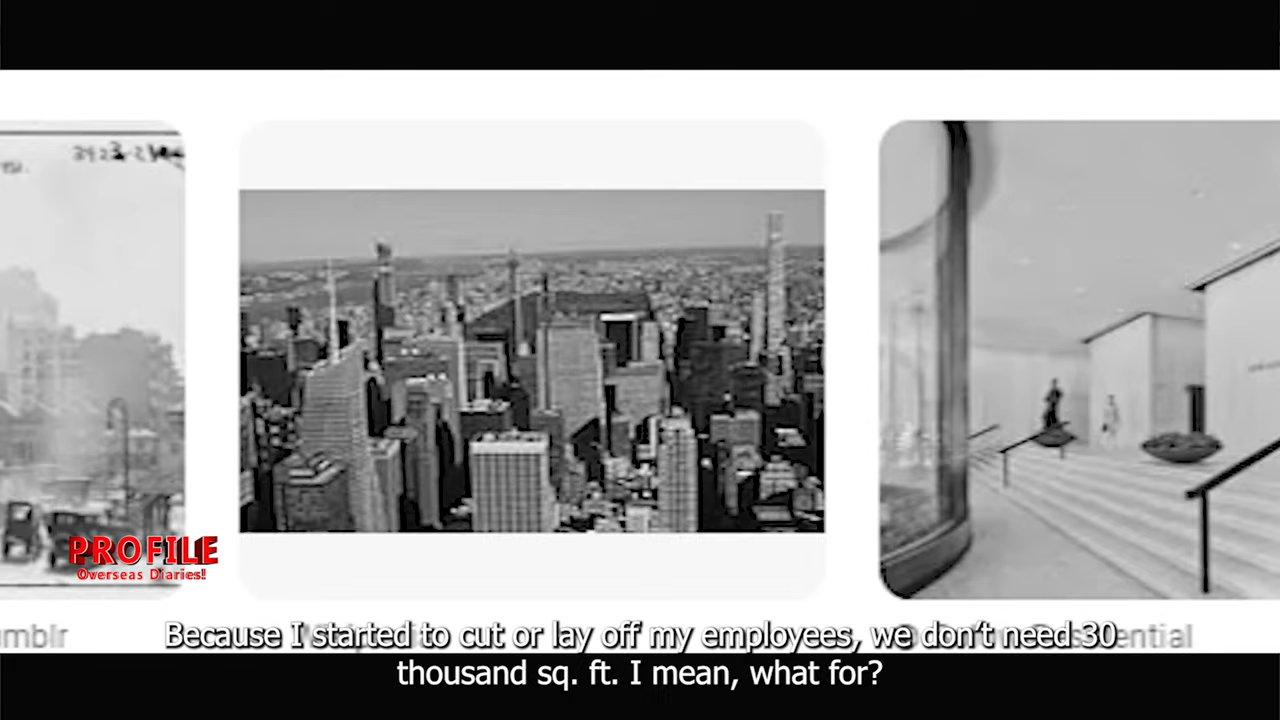 PROFILE
Overseas Diaries!
Because I started to cut or lay off my employees, we don't need 30
thousand sq. ft. I mean, what for?